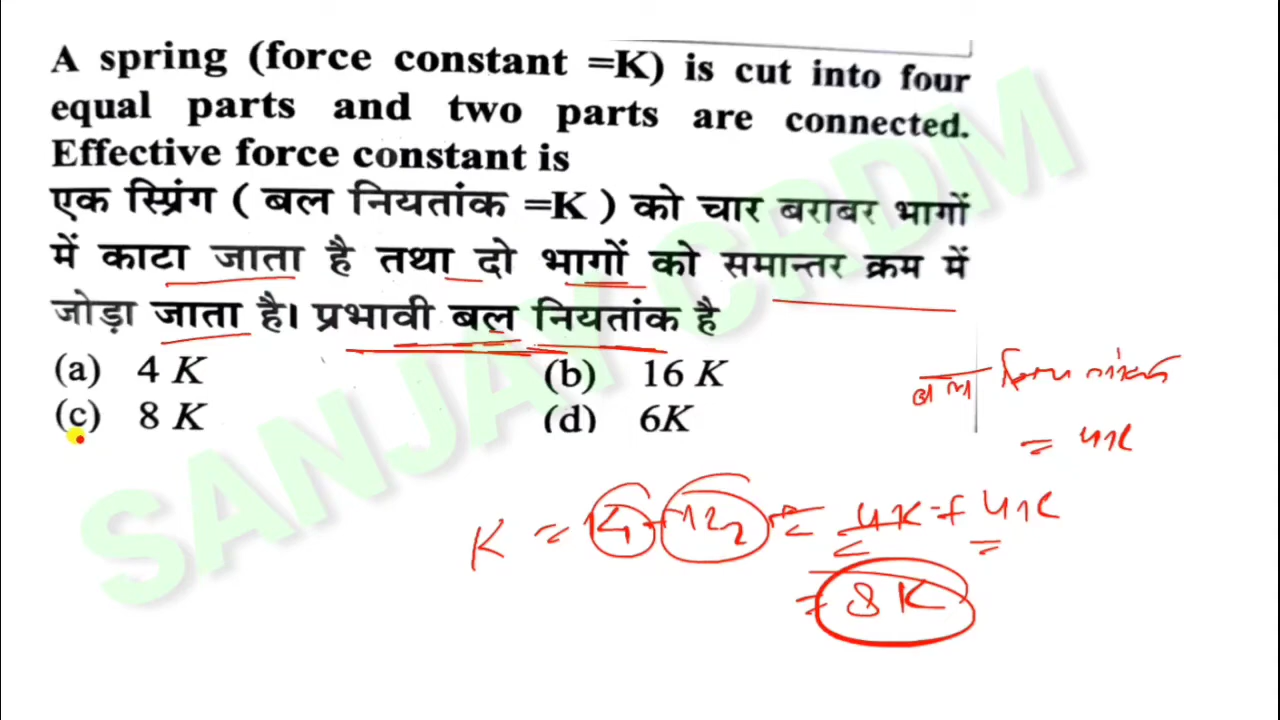 A spring (force constant =K) is cut into four
equal parts and two parts are connected.
Effective force constant is
एक स्प्रिंग ( बल नियतांक =K ) को चार बराबर भागों
में काटा जाता है तथा दो भागों को समान्तर क्रम में
जोड़ा जाता है। प्रभावी बल नियतांक है
(a) 4 K (b) 16 K
(c) 8 K (d) 6K
= 4K
K = K1 + K2 = 4K + 4K
= 8K
SANJAY CRDM